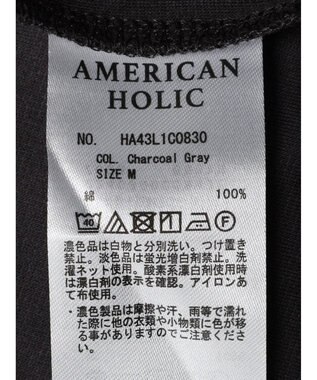 AMERICAN
HOLIC
NO. HA43L1C0830
COL. Charcoal Gray
SIZE M
綿 100%
40
濃色品は白物と分別洗い。つけ置き
禁止。淡色品は蛍光増白剤禁止。洗
濯ネット使用。酸素系漂白剤使用時
は漂白剤の表示を確認。アイロンあ
て布使用。
・濃色製品は摩擦や汗、雨等で濡れ
た際に他の衣類や小物類に色が移
る事がありますのでご注意下さい。